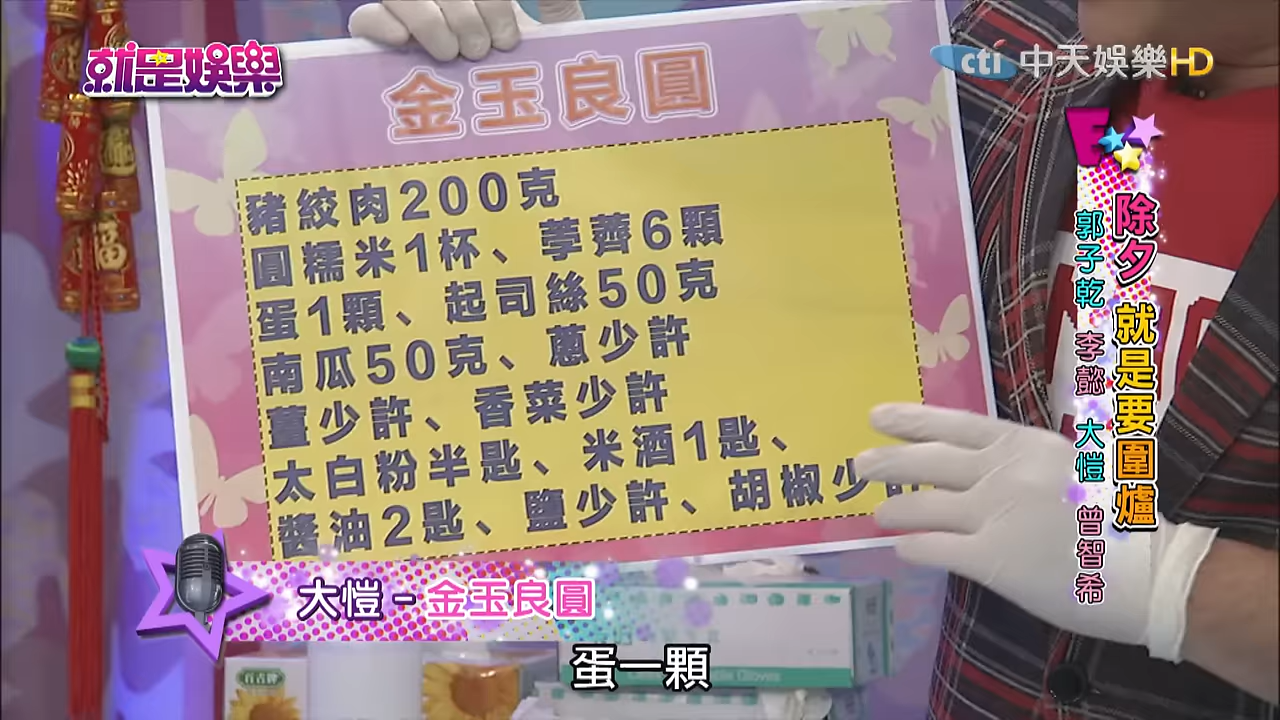 就是娛樂
cti 中天娛樂HD
金玉良圓
豬絞肉200克
圓糯米1杯、荸薺6顆
蛋1顆、起司絲50克
南瓜50克、蔥少許
薑少許、香菜少許
太白粉半匙、米酒1匙、
醬油2匙、鹽少許、胡椒少許
除夕 就是要圍爐
郭子乾 李懿 大愷 曾智希
福
大愷-金玉良圓
百吉牌
蛋一顆